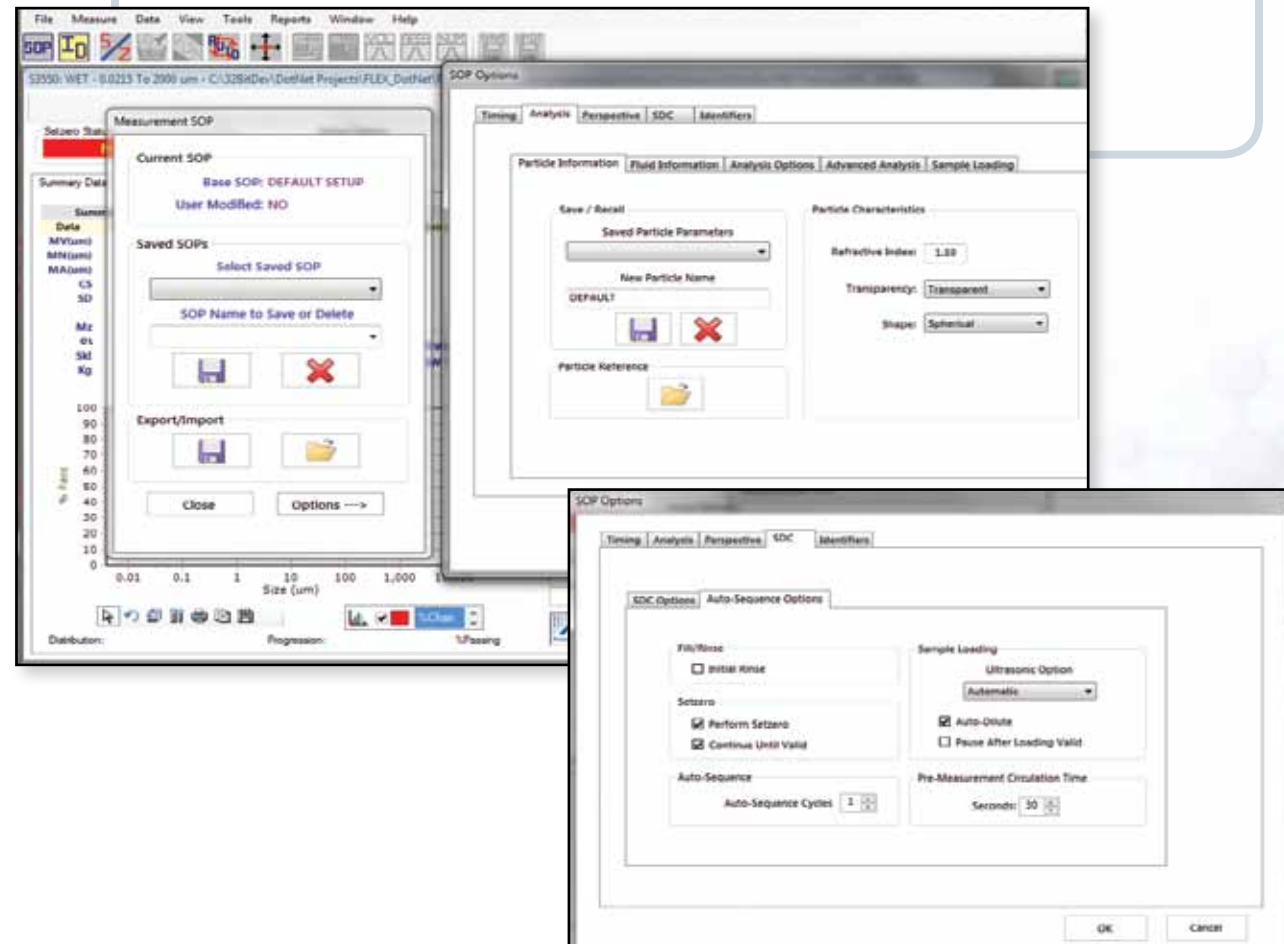 File Measure Data View Tools Reports Window Help
SOP ID S/Z AUTO
S3550: WET - 0.0215 To 2000 um - C:\32BitDev\DotNet Projects\FLEX_DotNet\
Setzero Stat
Summary Data
Summ
Data
MV(um)
MN(um)
MA(um)
CS
SD
Mz
σ1
Ski
Kg
100
90
80
70
60
50
40
30
20
10
0
0.01 0.1 1 10 100 1,000
Size (um)
%Chan
Distribution: Progression: %Passing
Measurement SOP
Current SOP
Base SOP: DEFAULT SETUP
User Modified: NO
Saved SOPs
Select Saved SOP
SOP Name to Save or Delete
Export/Import
Close Options --->
SOP Options
Timing Analysis Perspective SDC Identifiers
Particle Information Fluid Information Analysis Options Advanced Analysis Sample Loading
Save / Recall
Saved Particle Parameters
New Particle Name
DEFAULT
Particle Reference
Particle Characteristics
Refractive Index:
Transparency: Transparent
Shape: Spherical
SOP Options
Timing Analysis Perspective SDC Identifiers
SDC Options Auto-Sequence Options
Fill/Rinse
Initial Rinse
Setzero
Perform Setzero
Continue Until Valid
Auto-Sequence
Auto-Sequence Cycles 1
Sample Loading
Ultrasonic Option
Automatic
Auto-Dilute
Pause After Loading Valid
Pre-Measurement Circulation Time
Seconds: 30
OK Cancel